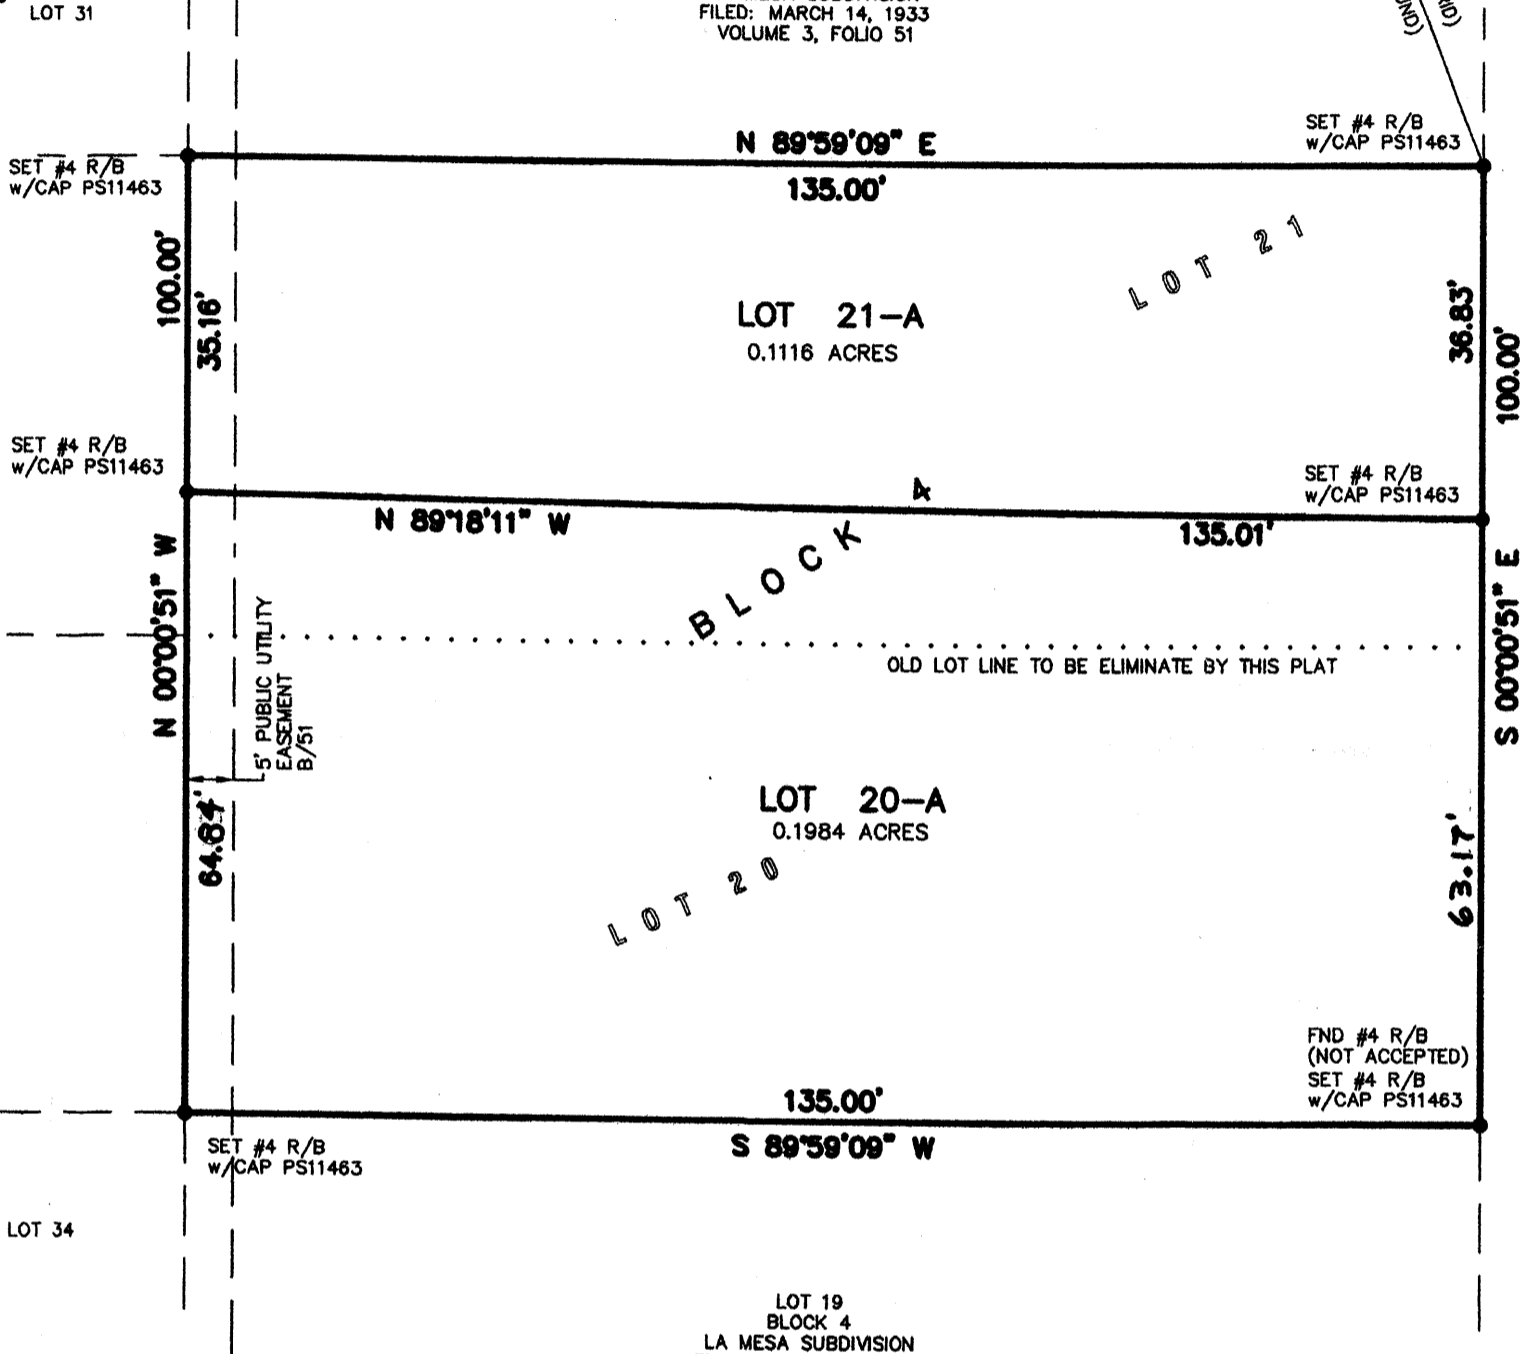 LOT 31
FILED: MARCH 14, 1933
VOLUME 3, FOLIO 51
SET #4 R/B
w/CAP PS11463
N 89°59'09" E
135.00'
SET #4 R/B
w/CAP PS11463
100.00'
35.16'
LOT 21
LOT 21-A
0.1116 ACRES
36.83'
100.00'
SET #4 R/B
w/CAP PS11463
SET #4 R/B
w/CAP PS11463
N 89°18'11" W
135.01'
BLOCK 4
N 00°00'51" W
S 00°00'51" E
5' PUBLIC UTILITY
EASEMENT
B/51
OLD LOT LINE TO BE ELIMINATE BY THIS PLAT
LOT 20-A
0.1984 ACRES
64.84'
63.17'
LOT 20
FND #4 R/B
(NOT ACCEPTED)
SET #4 R/B
w/CAP PS11463
135.00'
S 89°59'09" W
SET #4 R/B
w/CAP PS11463
LOT 34
LOT 19
BLOCK 4
LA MESA SUBDIVISION